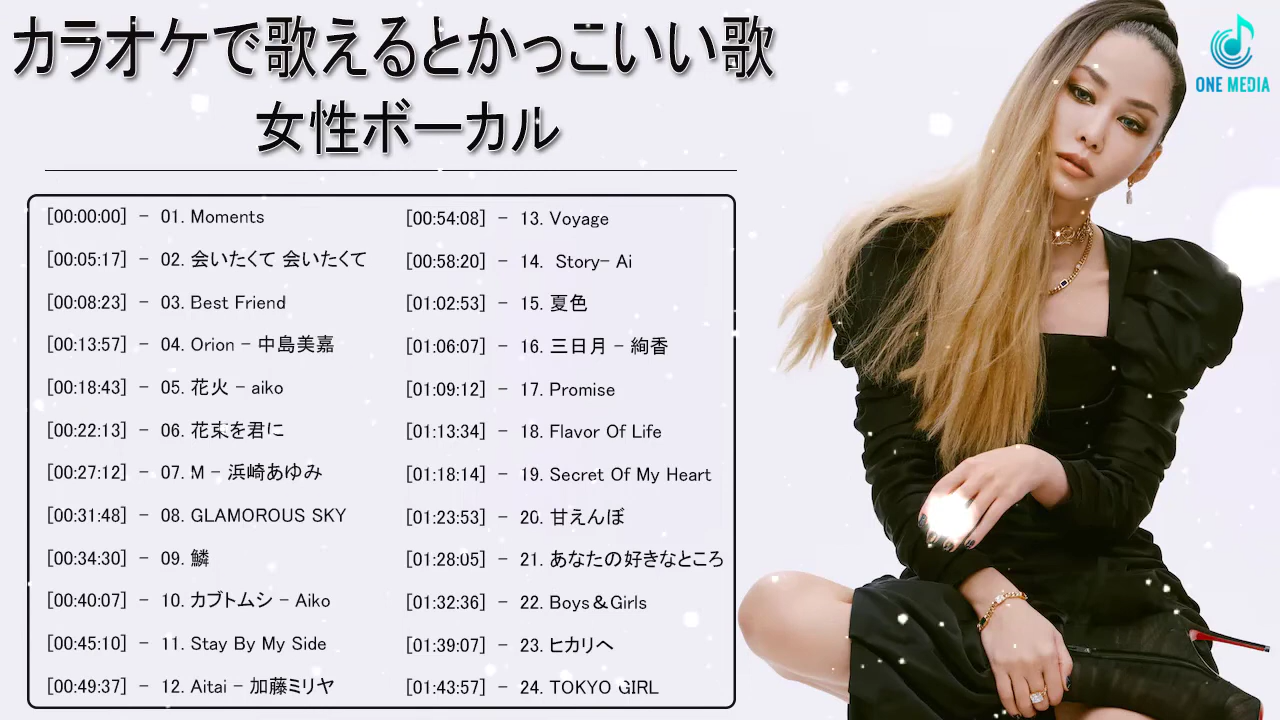 カラオケで歌えるとかっこいい歌
女性ボーカル
ONE MEDIA
[00:00:00] - 01. Moments
[00:05:17] - 02. 会いたくて 会いたくて
[00:08:23] - 03. Best Friend
[00:13:57] - 04. Orion - 中島美嘉
[00:18:43] - 05. 花火 - aiko
[00:22:13] - 06. 花束を君に
[00:27:12] - 07. M - 浜崎あゆみ
[00:31:48] - 08. GLAMOROUS SKY
[00:34:30] - 09. 鱗
[00:40:07] - 10. カブトムシ - Aiko
[00:45:10] - 11. Stay By My Side
[00:49:37] - 12. Aitai - 加藤ミリヤ
[00:54:08] - 13. Voyage
[00:58:20] - 14. Story- Ai
[01:02:53] - 15. 夏色
[01:06:07] - 16. 三日月 - 絢香
[01:09:12] - 17. Promise
[01:13:34] - 18. Flavor Of Life
[01:18:14] - 19. Secret Of My Heart
[01:23:53] - 20. 甘えんぼ
[01:28:05] - 21. あなたの好きなところ
[01:32:36] - 22. Boys＆Girls
[01:39:07] - 23. ヒカリヘ
[01:43:57] - 24. TOKYO GIRL